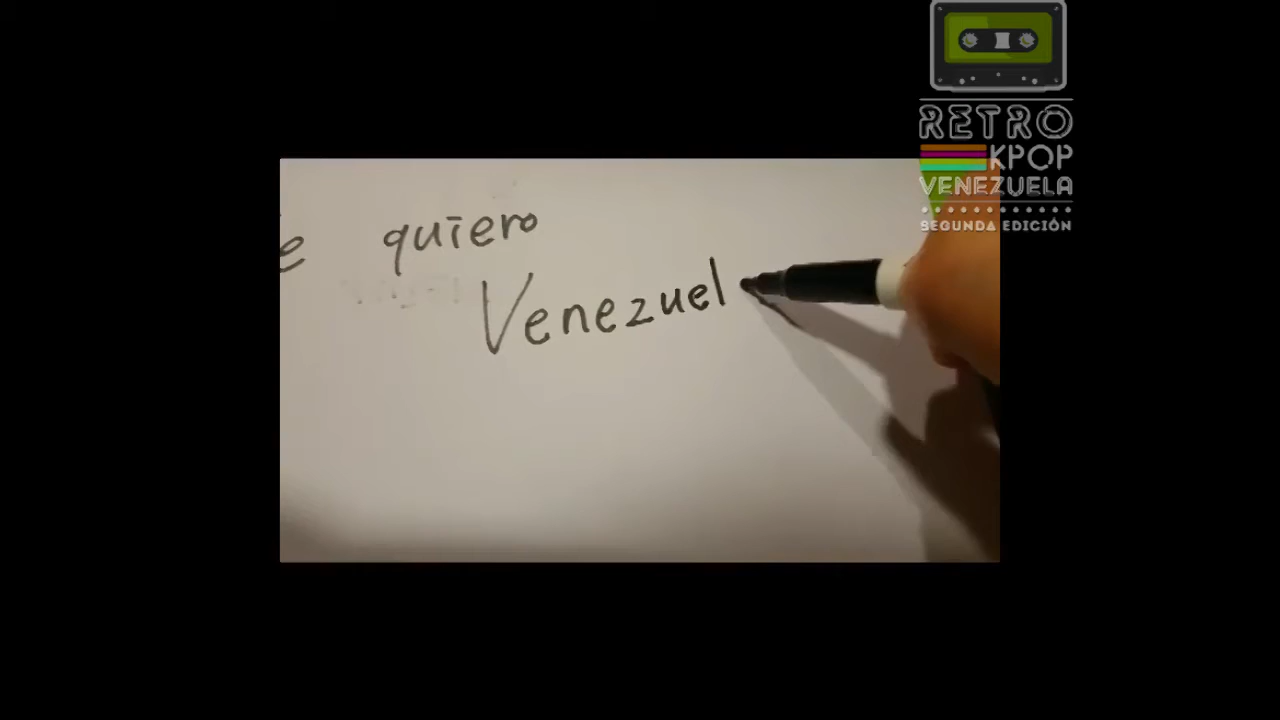 RETRO
KPOP
VENEZUELA
SEGUNDA EDICIÓN
e quiero
Venezuel